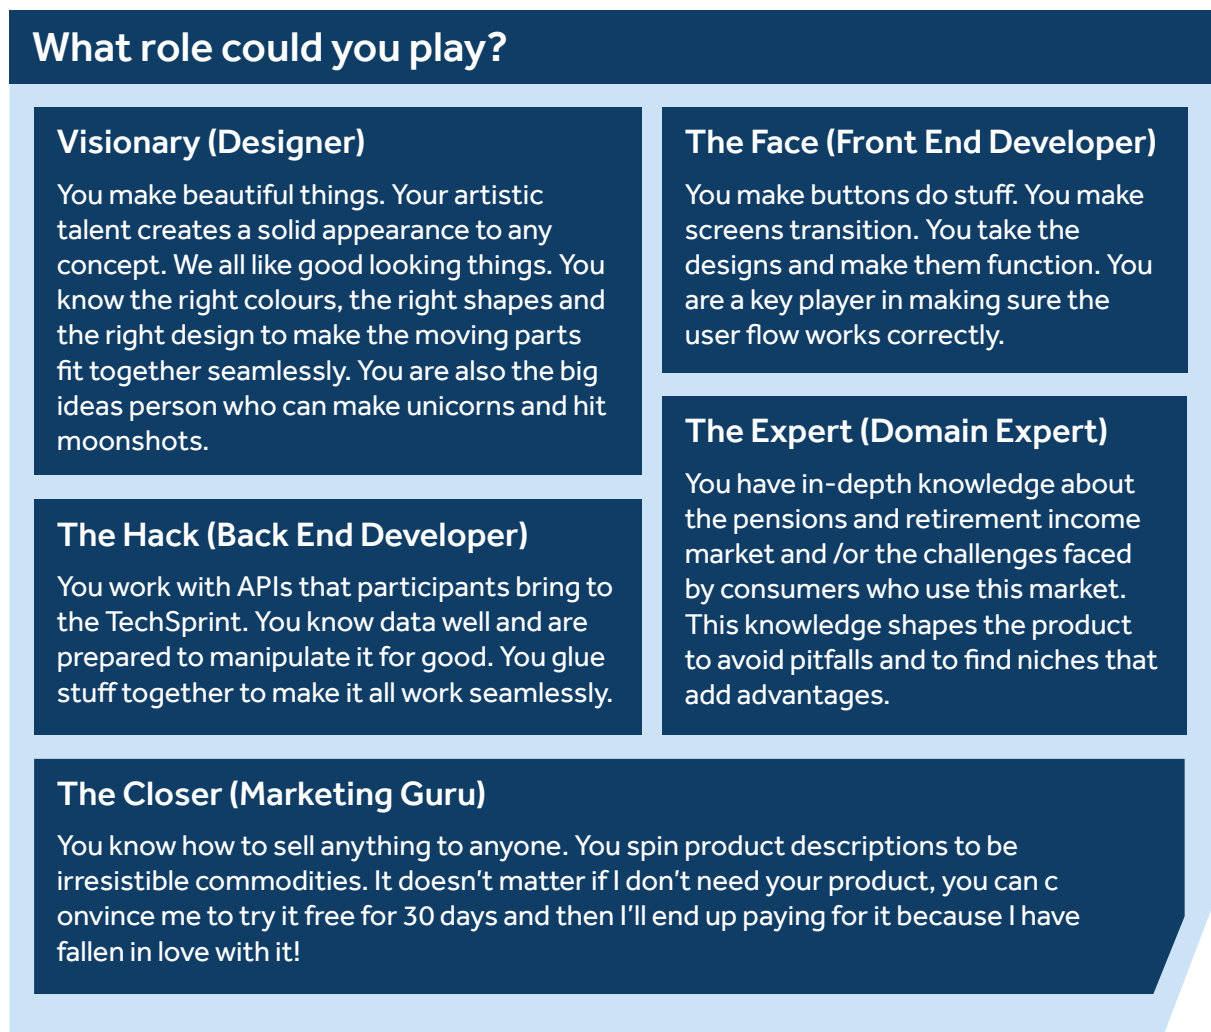 What role could you play?
Visionary (Designer)
You make beautiful things. Your artistic
talent creates a solid appearance to any
concept. We all like good looking things. You
know the right colours, the right shapes and
the right design to make the moving parts
fit together seamlessly. You are also the big
ideas person who can make unicorns and hit
moonshots.
The Hack (Back End Developer)
You work with APIs that participants bring to
the TechSprint. You know data well and are
prepared to manipulate it for good. You glue
stuff together to make it all work seamlessly.
The Face (Front End Developer)
You make buttons do stuff. You make
screens transition. You take the
designs and make them function. You
are a key player in making sure the
user flow works correctly.
The Expert (Domain Expert)
You have in-depth knowledge about
the pensions and retirement income
market and /or the challenges faced
by consumers who use this market.
This knowledge shapes the product
to avoid pitfalls and to find niches that
add advantages.
The Closer (Marketing Guru)
You know how to sell anything to anyone. You spin product descriptions to be
irresistible commodities. It doesn't matter if I don't need your product, you can c
onvince me to try it free for 30 days and then I'll end up paying for it because I have
fallen in love with it!